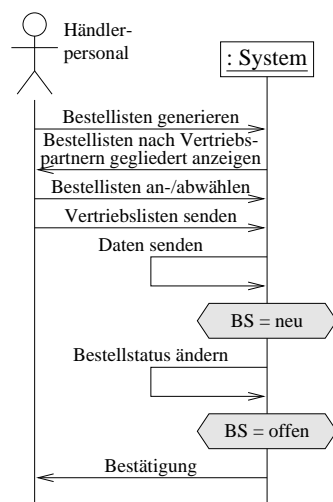 Händler-
personal
: System
Bestellisten generieren
Bestellisten nach Vertriebs-
partnern gegliedert anzeigen
Bestellisten an-/abwählen
Vertriebslisten senden
Daten senden
BS = neu
Bestellstatus ändern
BS = offen
Bestätigung